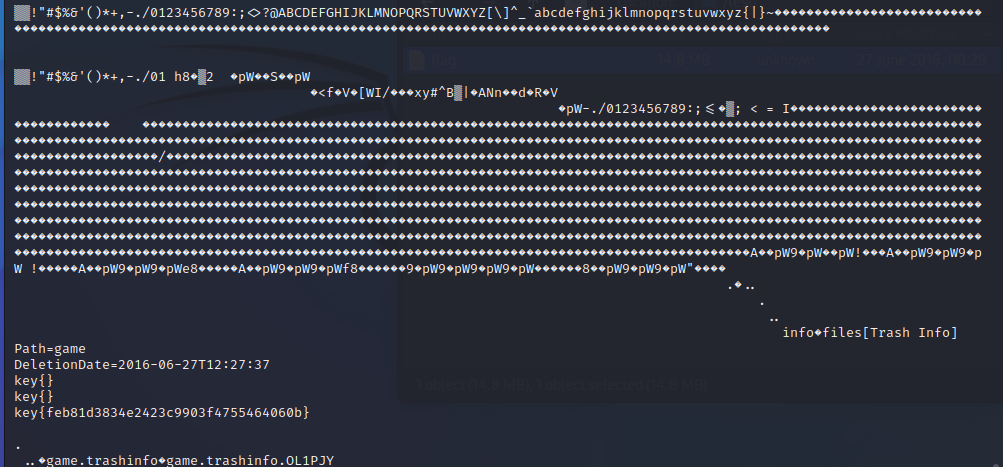 !"#$%&'()*+,-./0123456789:;<>?@ABCDEFGHIJKLMNOPQRSTUVWXYZ[\]^_`abcdefghijklmnopqrstuvwxyz{|}~
!"#$%&'()*+,-./01 h8�2 �pW��S��pW
�<f�V�[WI/���xy#^B|�ANn��d�R�V
�pW-./0123456789:;<=�; < = I
/
A��pW9�pW��pW!���A��pW9�pW9�p
W !�����A��pW9�pW9�pWe8�����A��pW9�pW9�pWf8������9�pW9�pW9�pW9�pW������8��pW9�pW9�pW"����
.�..
.
..
info�files[Trash Info]
Path=game
DeletionDate=2016-06-27T12:27:37
key{}
key{}
key{feb81d3834e2423c9903f4755464060b}
.
..�game.trashinfo�game.trashinfo.OL1PJY